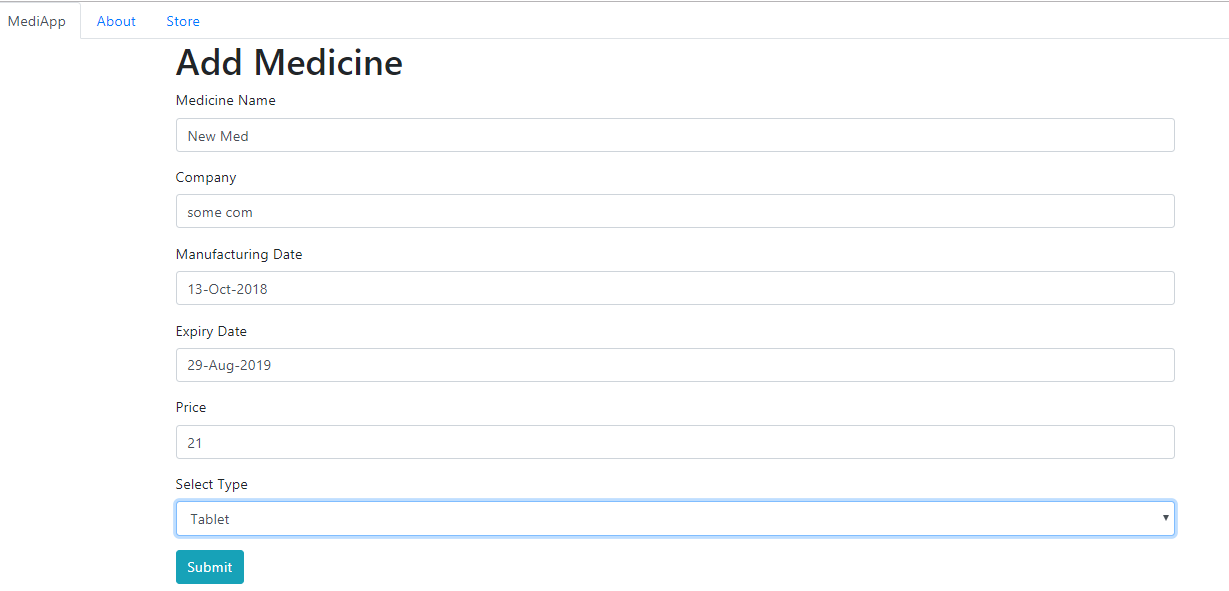 MediApp About Store
Add Medicine
Medicine Name
New Med
Company
some com
Manufacturing Date
13-Oct-2018
Expiry Date
29-Aug-2019
Price
21
Select Type
Tablet
Submit